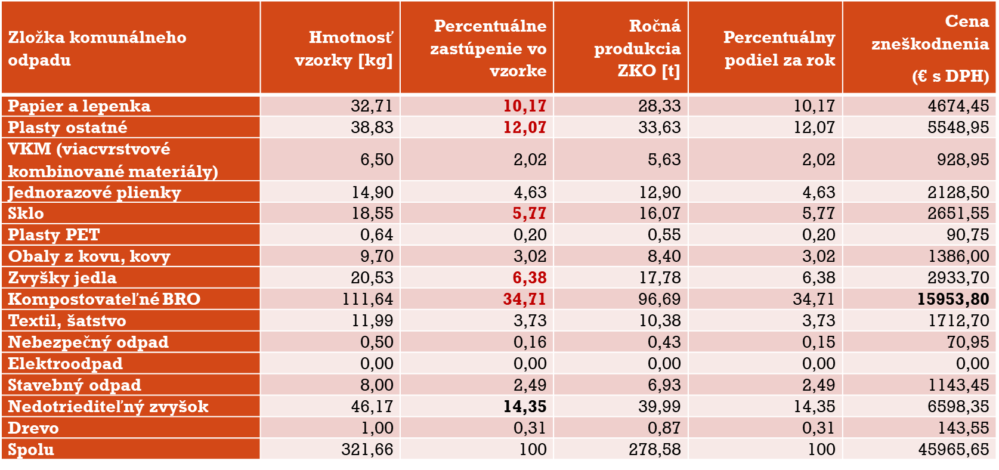 Zložka komunálneho
odpadu
Hmotnosť
vzorky [kg]
Percentuálne
zastúpenie vo
vzorke
Ročná
produkcia
ZKO [t]
Percentuálny
podiel za rok
Cena
zneškodnenia
(€ s DPH)
Papier a lepenka 32,71 10,17 28,33 10,17 4674,45
Plasty ostatné 38,83 12,07 33,63 12,07 5548,95
VKM (viacvrstvové
kombinované materiály) 6,50 2,02 5,63 2,02 928,95
Jednorazové plienky 14,90 4,63 12,90 4,63 2128,50
Sklo 18,55 5,77 16,07 5,77 2651,55
Plasty PET 0,64 0,20 0,55 0,20 90,75
Obaly z kovu, kovy 9,70 3,02 8,40 3,02 1386,00
Zvyšky jedla 20,53 6,38 17,78 6,38 2933,70
Kompostovateľné BRO 111,64 34,71 96,69 34,71 15953,80
Textil, šatstvo 11,99 3,73 10,38 3,73 1712,70
Nebezpečný odpad 0,50 0,16 0,43 0,15 70,95
Elektroodpad 0,00 0,00 0,00 0,00 0,00
Stavebný odpad 8,00 2,49 6,93 2,49 1143,45
Nedotriediteľný zvyšok 46,17 14,35 39,99 14,35 6598,35
Drevo 1,00 0,31 0,87 0,31 143,55
Spolu 321,66 100 278,58 100 45965,65